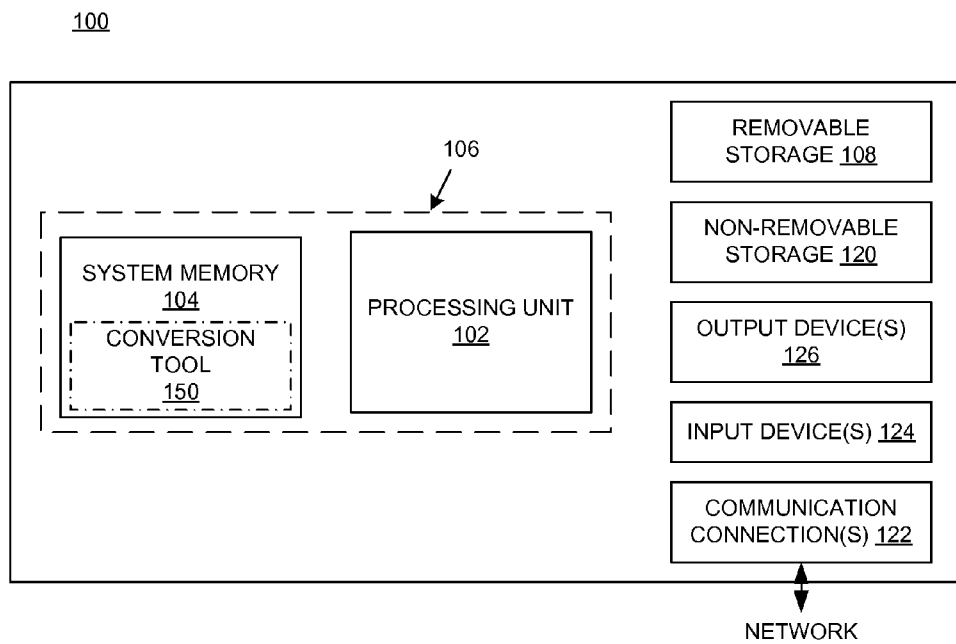 100
106
SYSTEM MEMORY
104
CONVERSION
TOOL
150
PROCESSING UNIT
102
REMOVABLE
STORAGE 108
NON-REMOVABLE
STORAGE 120
OUTPUT DEVICE(S)
126
INPUT DEVICE(S) 124
COMMUNICATION
CONNECTION(S) 122
NETWORK